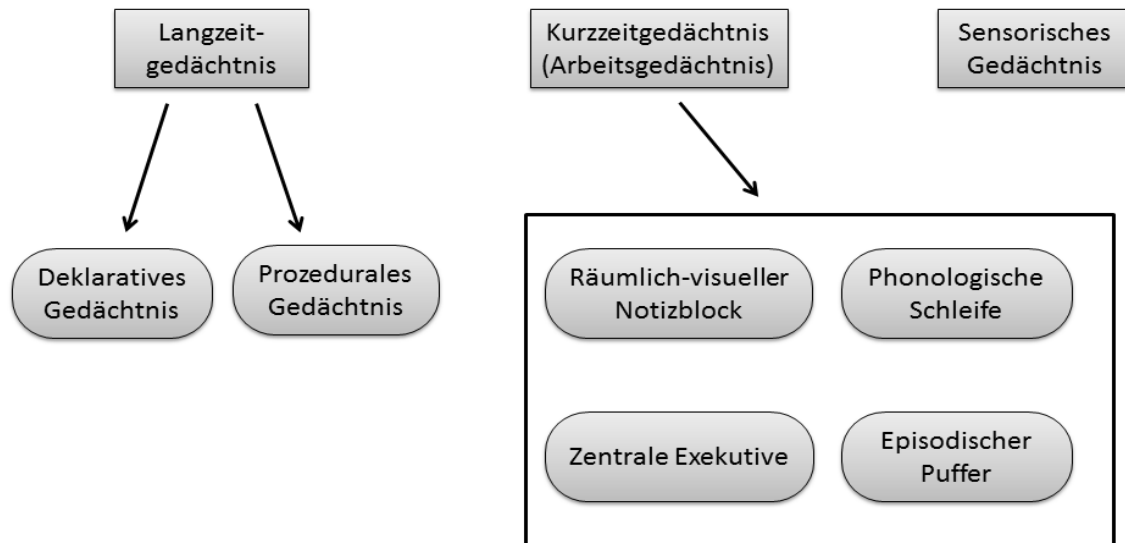 Langzeit-
gedächtnis
Kurzzeitgedächtnis
(Arbeitsgedächtnis)
Sensorisches
Gedächtnis
Deklaratives
Gedächtnis
Prozedurales
Gedächtnis
Räumlich-visueller
Notizblock
Phonologische
Schleife
Zentrale Exekutive
Episodischer
Puffer